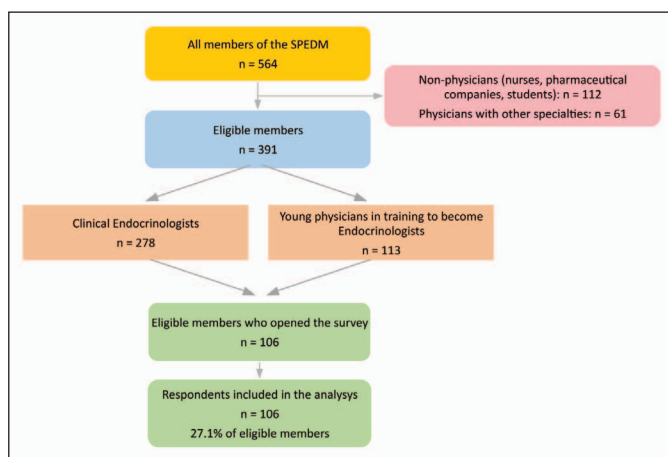 All members of the SPEDM
n = 564
Non-physicians (nurses, pharmaceutical
companies, students): n = 112
Physicians with other specialties: n = 61
Eligible members
n = 391
Clinical Endocrinologists
n = 278
Young physicians in training to become
Endocrinologists
n = 113
Eligible members who opened the survey
n = 106
Respondents included in the analysys
n = 106
27.1% of eligible members